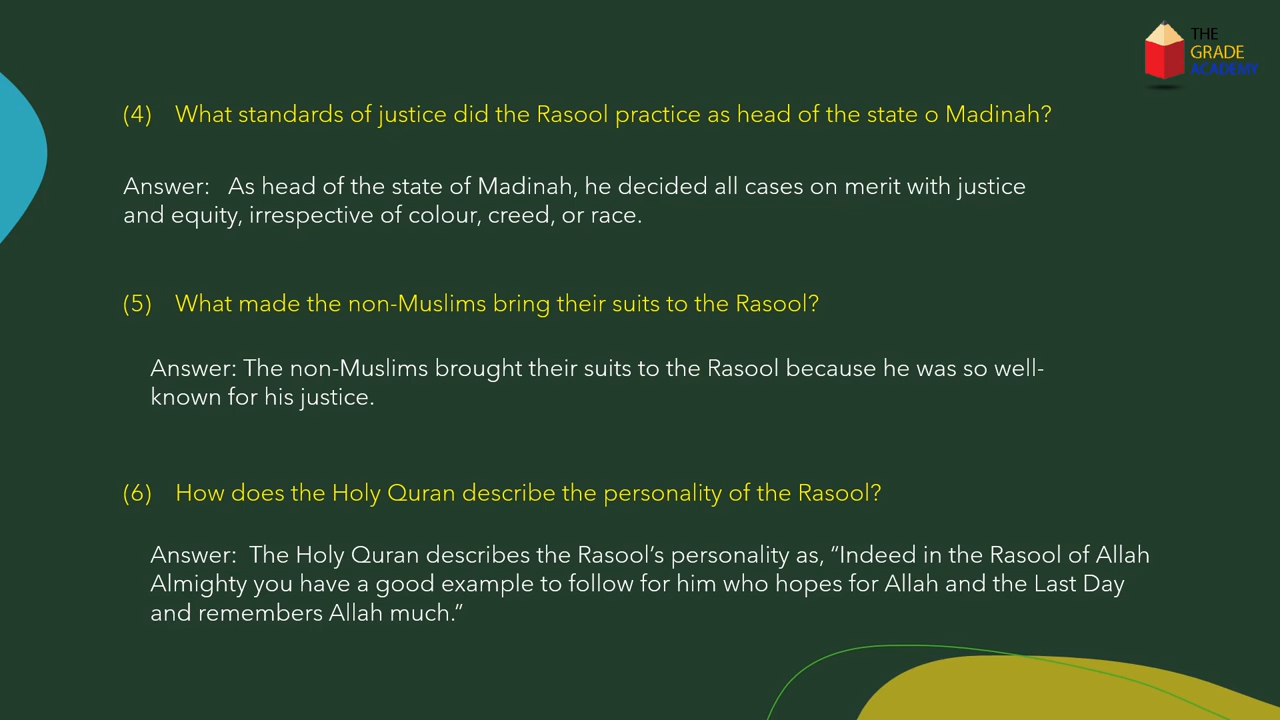 THE
GRADE
ACADEMY
(4) What standards of justice did the Rasool practice as head of the state o Madinah?
Answer: As head of the state of Madinah, he decided all cases on merit with justice
and equity, irrespective of colour, creed, or race.
(5) What made the non-Muslims bring their suits to the Rasool?
Answer: The non-Muslims brought their suits to the Rasool because he was so well-
known for his justice.
(6) How does the Holy Quran describe the personality of the Rasool?
Answer: The Holy Quran describes the Rasool’s personality as, “Indeed in the Rasool of Allah
Almighty you have a good example to follow for him who hopes for Allah and the Last Day
and remembers Allah much.”